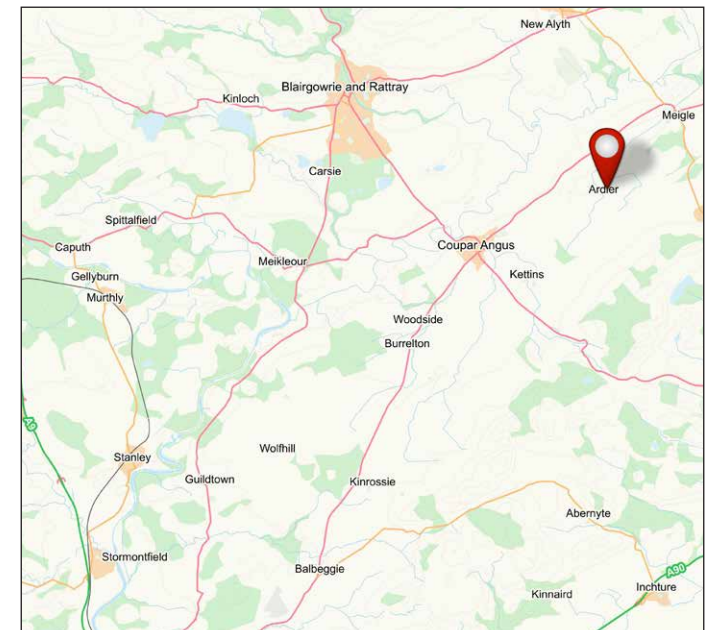 New Alyth
Blairgowrie and Rattray
Kinloch
Meigle
Carsie
Ardler
Spittalfield
Caputh
Coupar Angus
Meikleour
Gellyburn
Kettins
Murthly
Woodside
Burrelton
A9
Wolfhill
Stanley
Guildtown
Kinrossie
Abernyte
Stormontfield
Balbeggie
A90
Inchture
Kinnaird